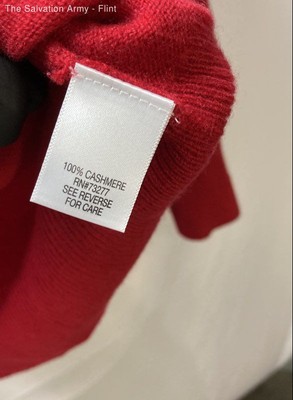 The Salvation Army - Flint
100% CASHMERE
RN#73277
SEE REVERSE
FOR CARE